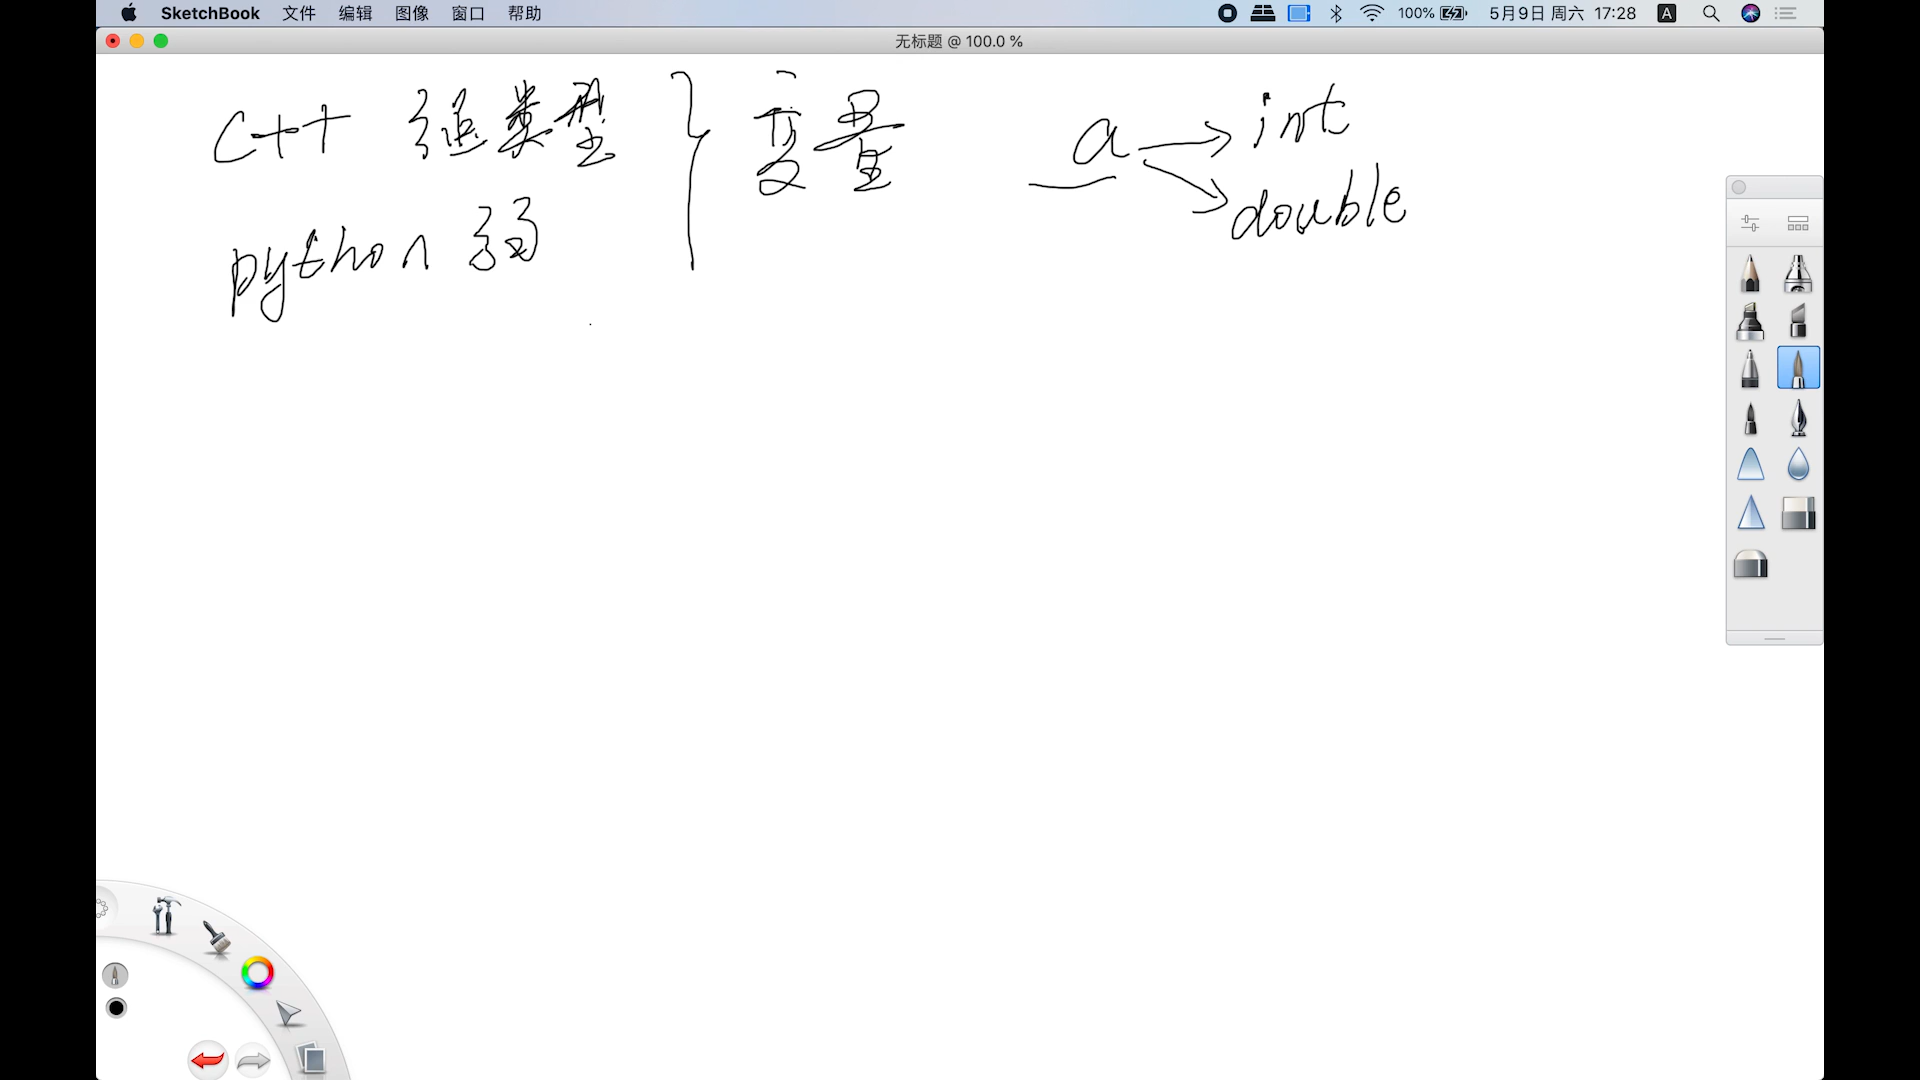 SketchBook 文件 编辑 图像 窗口 帮助 100% 5月9日 周六 17:28 A
无标题 @ 100.0 %
C++ 强类型 变量 a int
double
python 弱